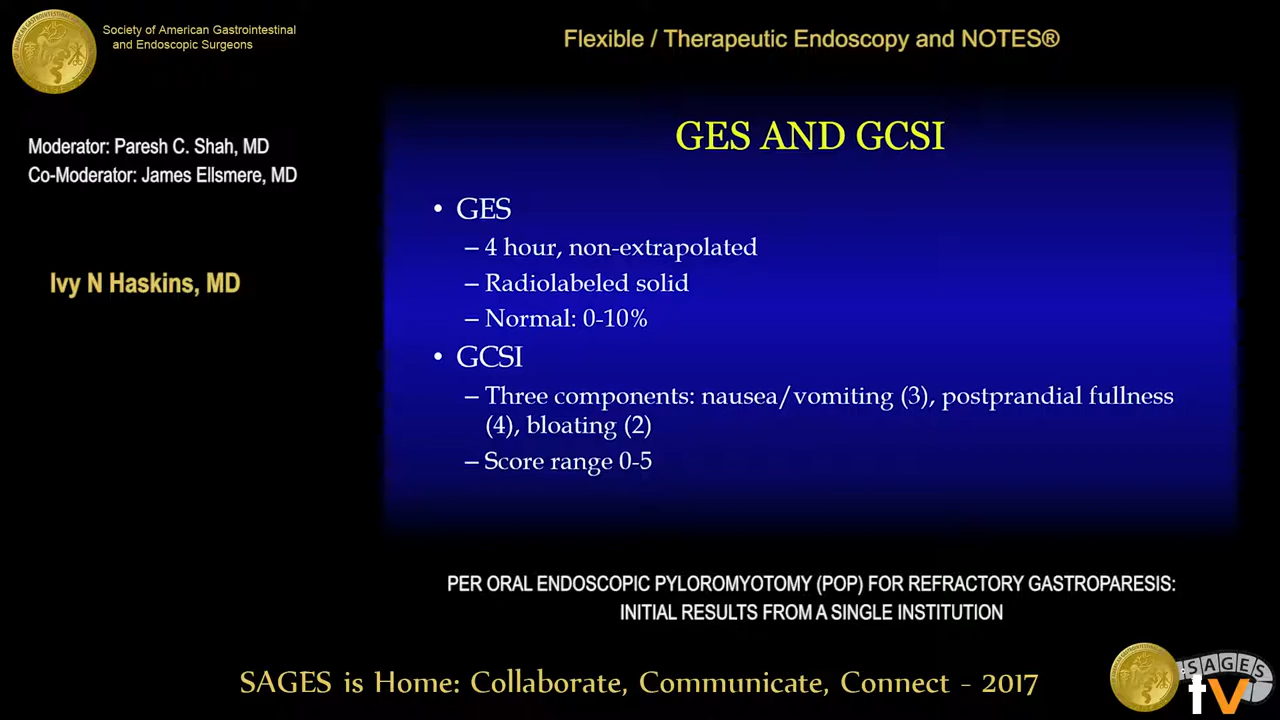 Society of American Gastrointestinal
and Endoscopic Surgeons
Flexible / Therapeutic Endoscopy and NOTES®
Moderator: Paresh C. Shah, MD
Co-Moderator: James Ellsmere, MD
Ivy N Haskins, MD
GES AND GCSI
• GES
– 4 hour, non-extrapolated
– Radiolabeled solid
– Normal: 0-10%
• GCSI
– Three components: nausea/vomiting (3), postprandial fullness
(4), bloating (2)
– Score range 0-5
PER ORAL ENDOSCOPIC PYLOROMYOTOMY (POP) FOR REFRACTORY GASTROPARESIS:
INITIAL RESULTS FROM A SINGLE INSTITUTION
SAGES is Home: Collaborate, Communicate, Connect - 2017
SAGES
tv